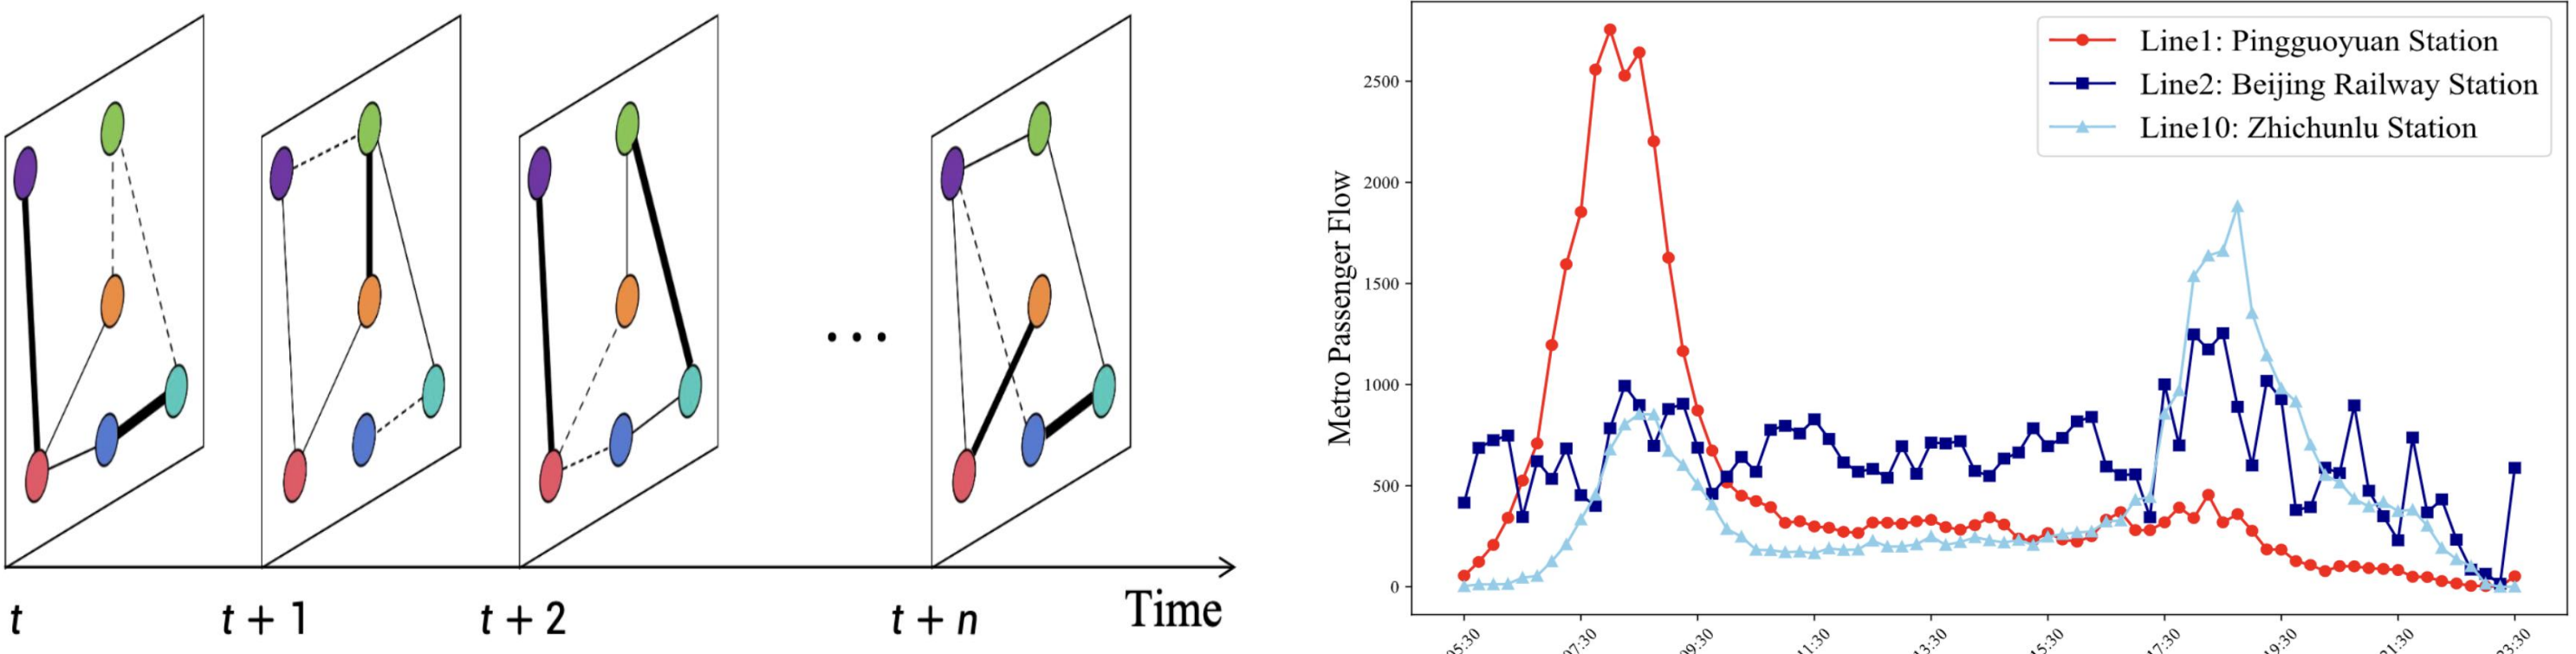 t
t + 1
t + 2
t + n
Time
...
Metro Passenger Flow
2500
2000
1500
1000
500
0
Line1: Pingguoyuan Station
Line2: Beijing Railway Station
Line10: Zhichunlu Station
05:30
07:30
09:30
11:30
13:30
15:30
17:30
19:30
21:30
23:30